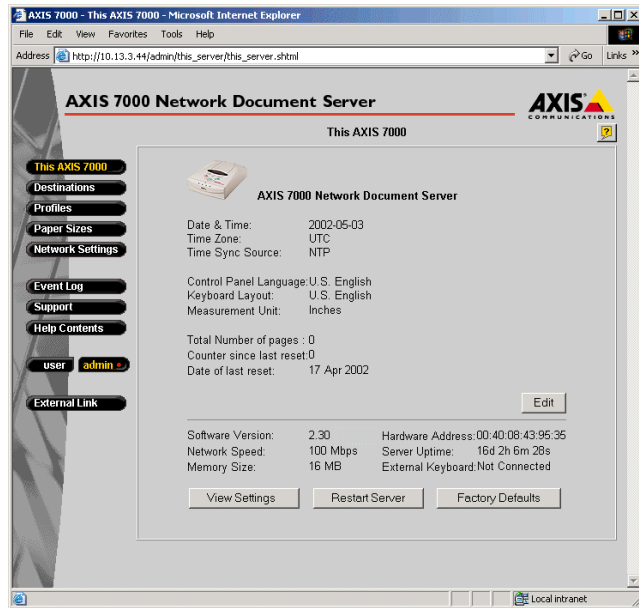 AXIS 7000 - This AXIS 7000 - Microsoft Internet Explorer
File Edit View Favorites Tools Help
Address http://10.13.3.44/admin/this_server/this_server.shtml Go Links »
AXIS 7000 Network Document Server
AXIS
COMMUNICATIONS
This AXIS 7000
?
This AXIS 7000
Destinations
Profiles
Paper Sizes
Network Settings
Event Log
Support
Help Contents
user admin
External Link
AXIS 7000 Network Document Server
Date & Time: 2002-05-03
Time Zone: UTC
Time Sync Source: NTP
Control Panel Language: U.S. English
Keyboard Layout: U.S. English
Measurement Unit: Inches
Total Number of pages : 0
Counter since last reset: 0
Date of last reset: 17 Apr 2002
Edit
Software Version: 2.30 Hardware Address: 00:40:08:43:95:35
Network Speed: 100 Mbps Server Uptime: 16d 2h 6m 28s
Memory Size: 16 MB External Keyboard: Not Connected
View Settings Restart Server Factory Defaults
Local intranet